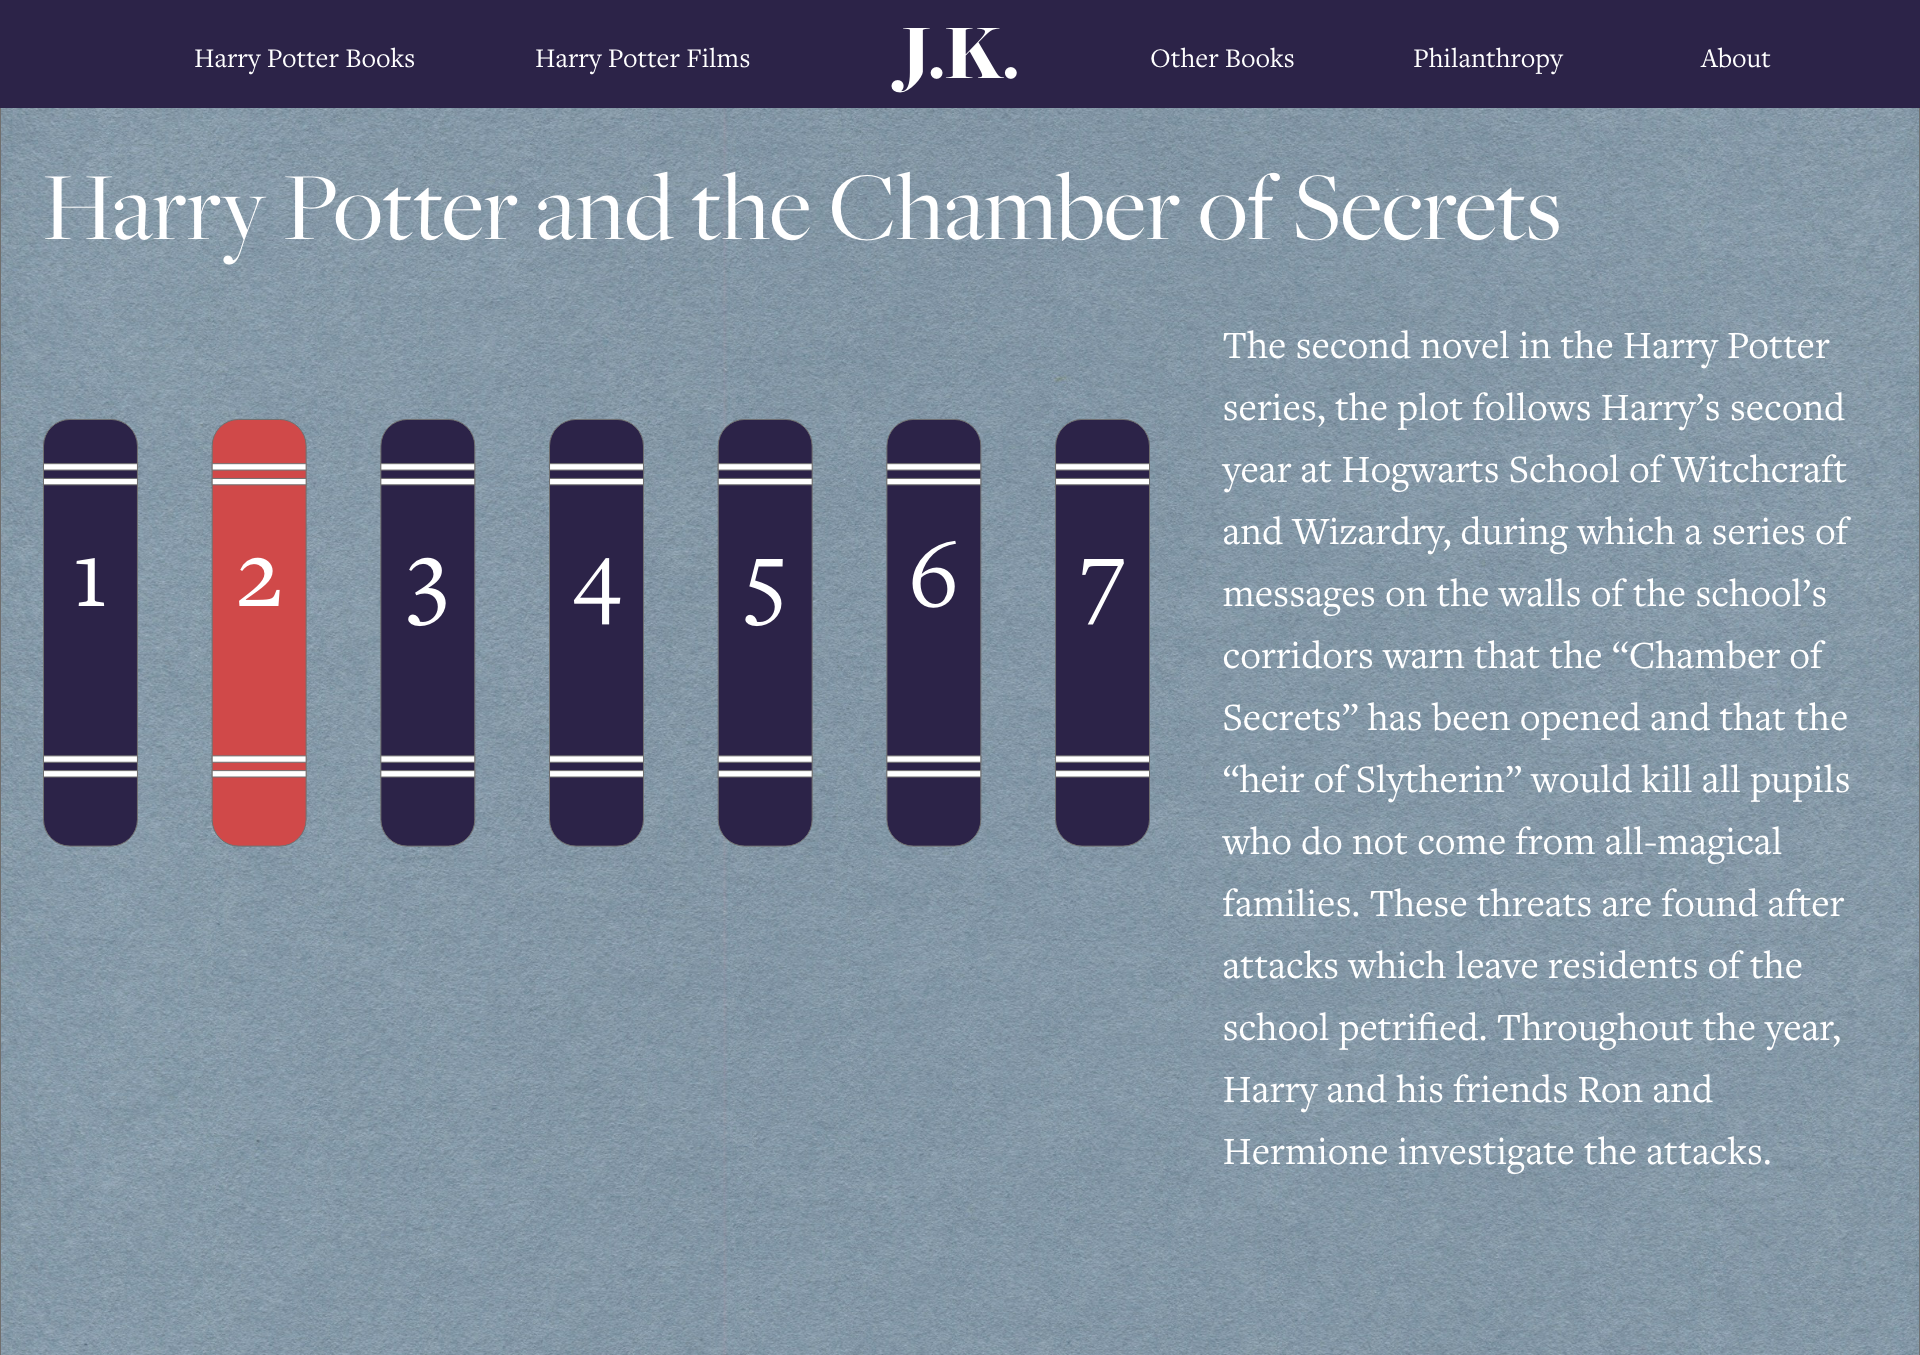 Harry Potter Books
Harry Potter Films
J.K.
Other Books
Philanthropy
About
Harry Potter and the Chamber of Secrets
1
2
3
4
5
6
7
The second novel in the Harry Potter
series, the plot follows Harry’s second
year at Hogwarts School of Witchcraft
and Wizardry, during which a series of
messages on the walls of the school’s
corridors warn that the “Chamber of
Secrets” has been opened and that the
“heir of Slytherin” would kill all pupils
who do not come from all-magical
families. These threats are found after
attacks which leave residents of the
school petrified. Throughout the year,
Harry and his friends Ron and
Hermione investigate the attacks.